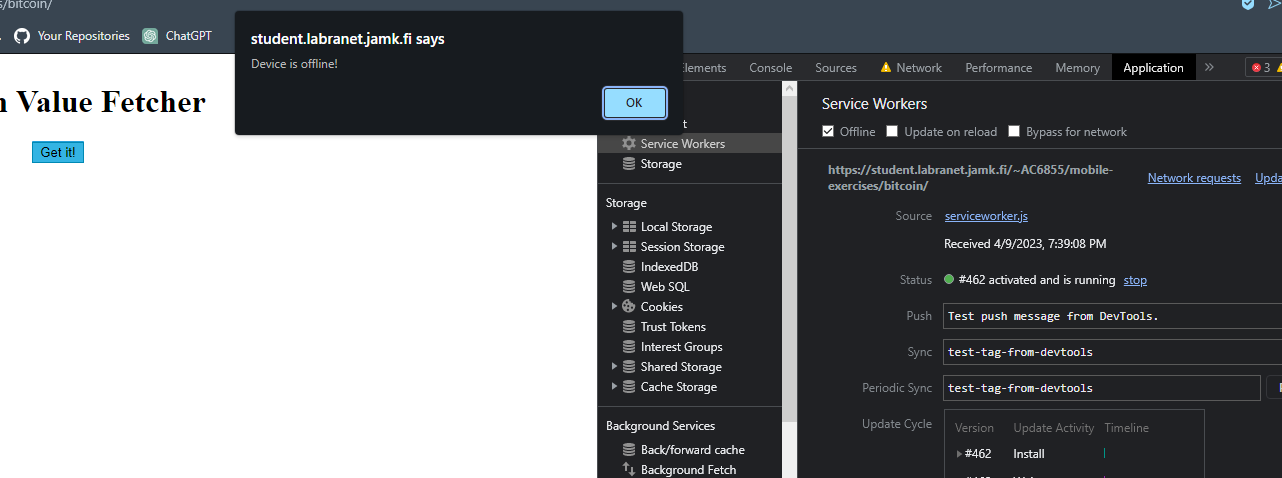 s/bitcoin/
Your Repositories
ChatGPT
student.labranet.jamk.fi says
Device is offline!
OK
Value Fetcher
Get it!
Elements
Console
Sources
Network
Performance
Memory
Application
»
3
Service Workers
Storage
Storage
Local Storage
Session Storage
IndexedDB
Web SQL
Cookies
Trust Tokens
Interest Groups
Shared Storage
Cache Storage
Background Services
Back/forward cache
Background Fetch
Service Workers
Offline
Update on reload
Bypass for network
https://student.labranet.jamk.fi/~AC6855/mobile-
exercises/bitcoin/
Network requests
Upda
Source
serviceworker.js
Received 4/9/2023, 7:39:08 PM
Status
#462 activated and is running
stop
Push
Test push message from DevTools.
Sync
test-tag-from-devtools
Periodic Sync
test-tag-from-devtools
Update Cycle
Version
Update Activity
Timeline
#462
Install